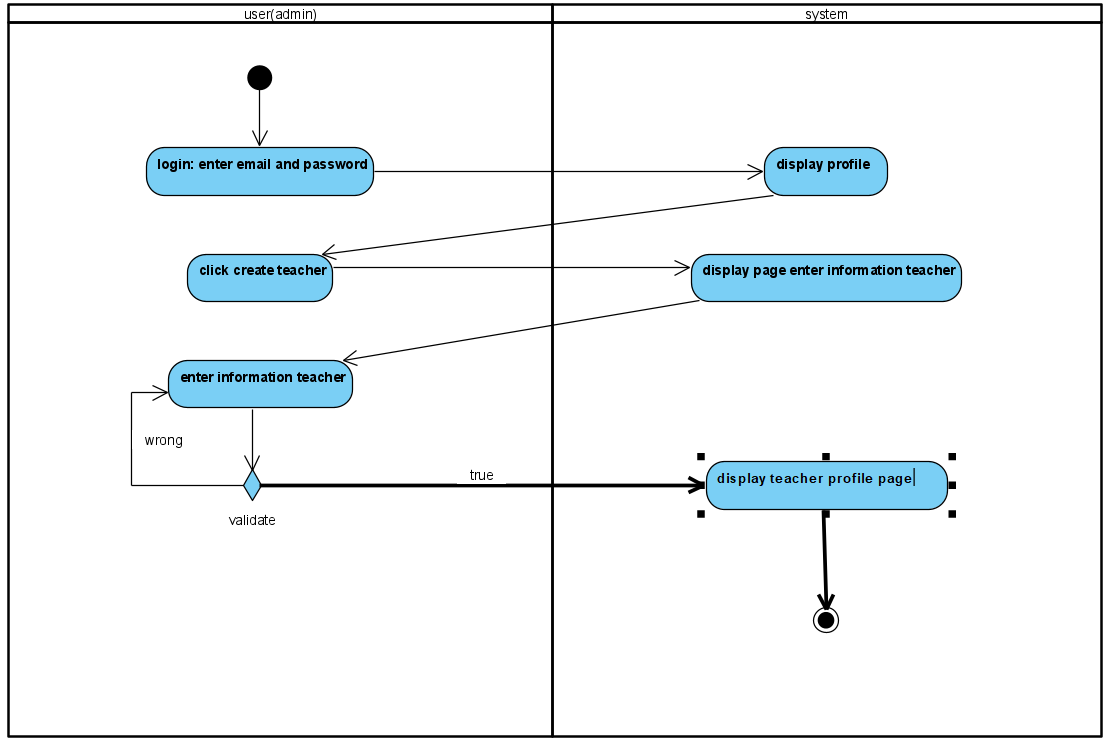 user(admin)
system
login: enter email and password
display profile
click create teacher
display page enter information teacher
enter information teacher
wrong
true
display teacher profile page
validate